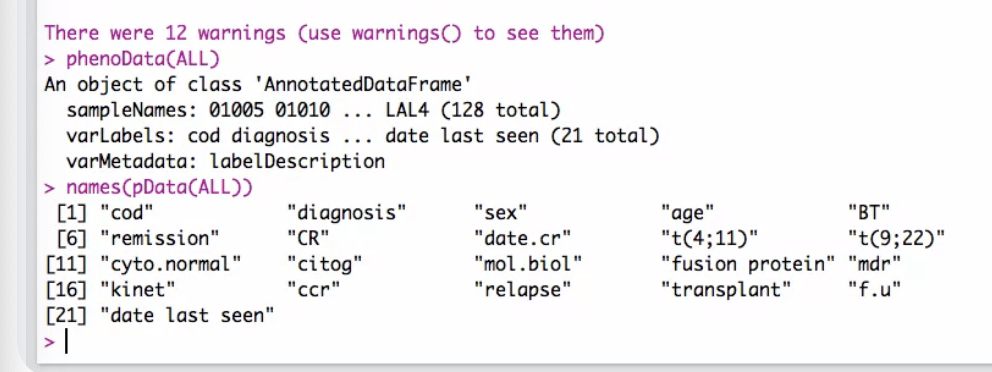 There were 12 warnings (use warnings() to see them)
> phenoData(ALL)
An object of class 'AnnotatedDataFrame'
  sampleNames: 01005 01010 ... LAL4 (128 total)
  varLabels: cod diagnosis ... date last seen (21 total)
  varMetadata: labelDescription
> names(pData(ALL))
 [1] "cod"            "diagnosis"      "sex"            "age"            "BT"
 [6] "remission"      "CR"             "date.cr"        "t(4;11)"        "t(9;22)"
[11] "cyto.normal"    "citog"          "mol.biol"       "fusion protein" "mdr"
[16] "kinet"          "ccr"            "relapse"        "transplant"     "f.u"
[21] "date last seen"
>